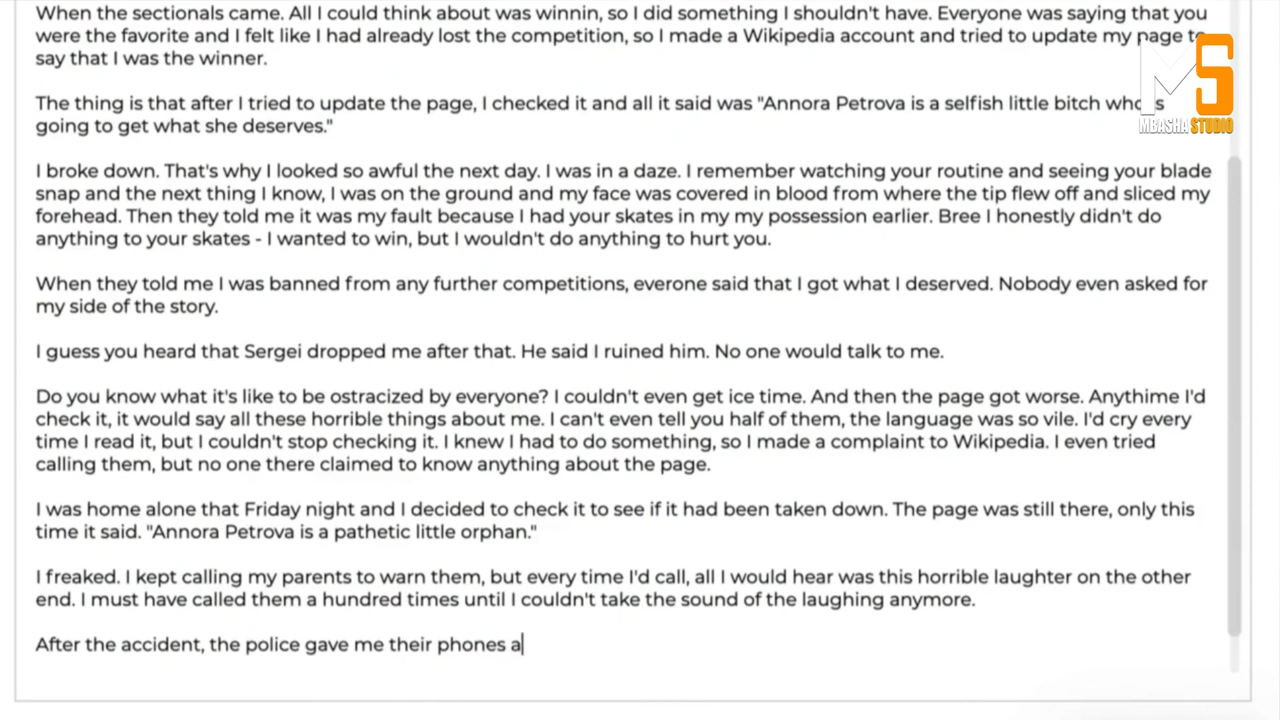 When the sectionals came. All I could think about was winnin, so I did something I shouldn't have. Everyone was saying that you
were the favorite and I felt like I had already lost the competition, so I made a Wikipedia account and tried to update my page to
say that I was the winner.
The thing is that after I tried to update the page, I checked it and all it said was "Annora Petrova is a selfish little bitch who is
going to get what she deserves."
I broke down. That's why I looked so awful the next day. I was in a daze. I remember watching your routine and seeing your blade
snap and the next thing I know, I was on the ground and my face was covered in blood from where the tip flew off and sliced my
forehead. Then they told me it was my fault because I had your skates in my my possession earlier. Bree I honestly didn't do
anything to your skates - I wanted to win, but I wouldn't do anything to hurt you.
When they told me I was banned from any further competitions, everone said that I got what I deserved. Nobody even asked for
my side of the story.
I guess you heard that Sergei dropped me after that. He said I ruined him. No one would talk to me.
Do you know what it's like to be ostracized by everyone? I couldn't even get ice time. And then the page got worse. Anythime I'd
check it, it would say all these horrible things about me. I can't even tell you half of them, the language was so vile. I'd cry every
time I read it, but I couldn't stop checking it. I knew I had to do something, so I made a complaint to Wikipedia. I even tried
calling them, but no one there claimed to know anything about the page.
I was home alone that Friday night and I decided to check it to see if it had been taken down. The page was still there, only this
time it said. "Annora Petrova is a pathetic little orphan."
I freaked. I kept calling my parents to warn them, but every time I'd call, all I would hear was this horrible laughter on the other
end. I must have called them a hundred times until I couldn't take the sound of the laughing anymore.
After the accident, the police gave me their phones a
MS
MBASHA STUDIO